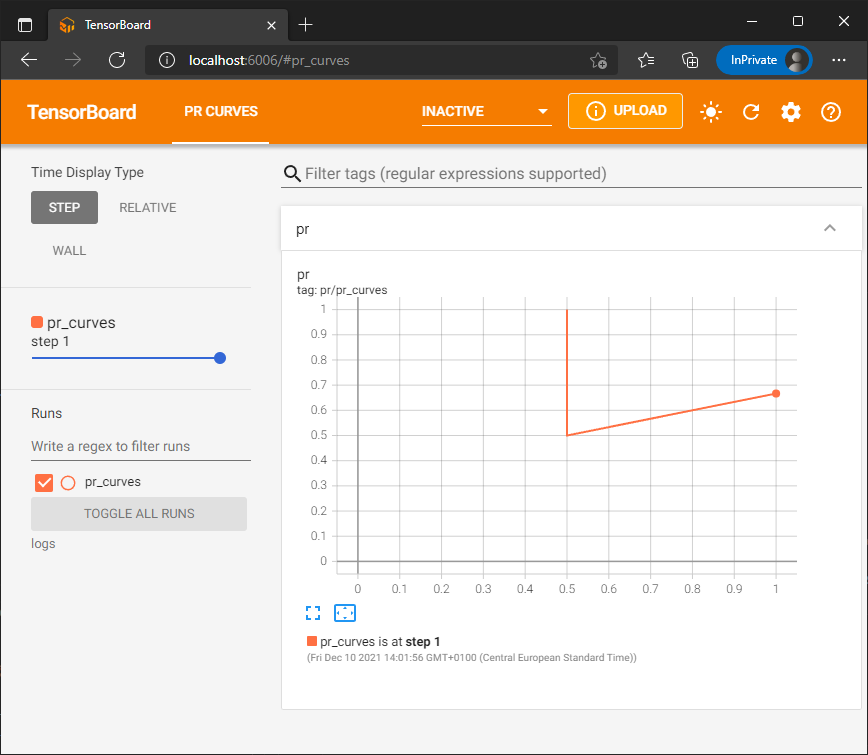 TensorBoard
localhost:6006/#pr_curves
InPrivate
TensorBoard
PR CURVES
INACTIVE
UPLOAD
Time Display Type
STEP
RELATIVE
WALL
pr_curves
step 1
Runs
Write a regex to filter runs
pr_curves
TOGGLE ALL RUNS
logs
Filter tags (regular expressions supported)
pr
pr
tag: pr/pr_curves
1
0.9
0.8
0.7
0.6
0.5
0.4
0.3
0.2
0.1
0
0 0.1 0.2 0.3 0.4 0.5 0.6 0.7 0.8 0.9 1
pr_curves is at step 1
(Fri Dec 10 2021 14:01:56 GMT+0100 (Central European Standard Time))